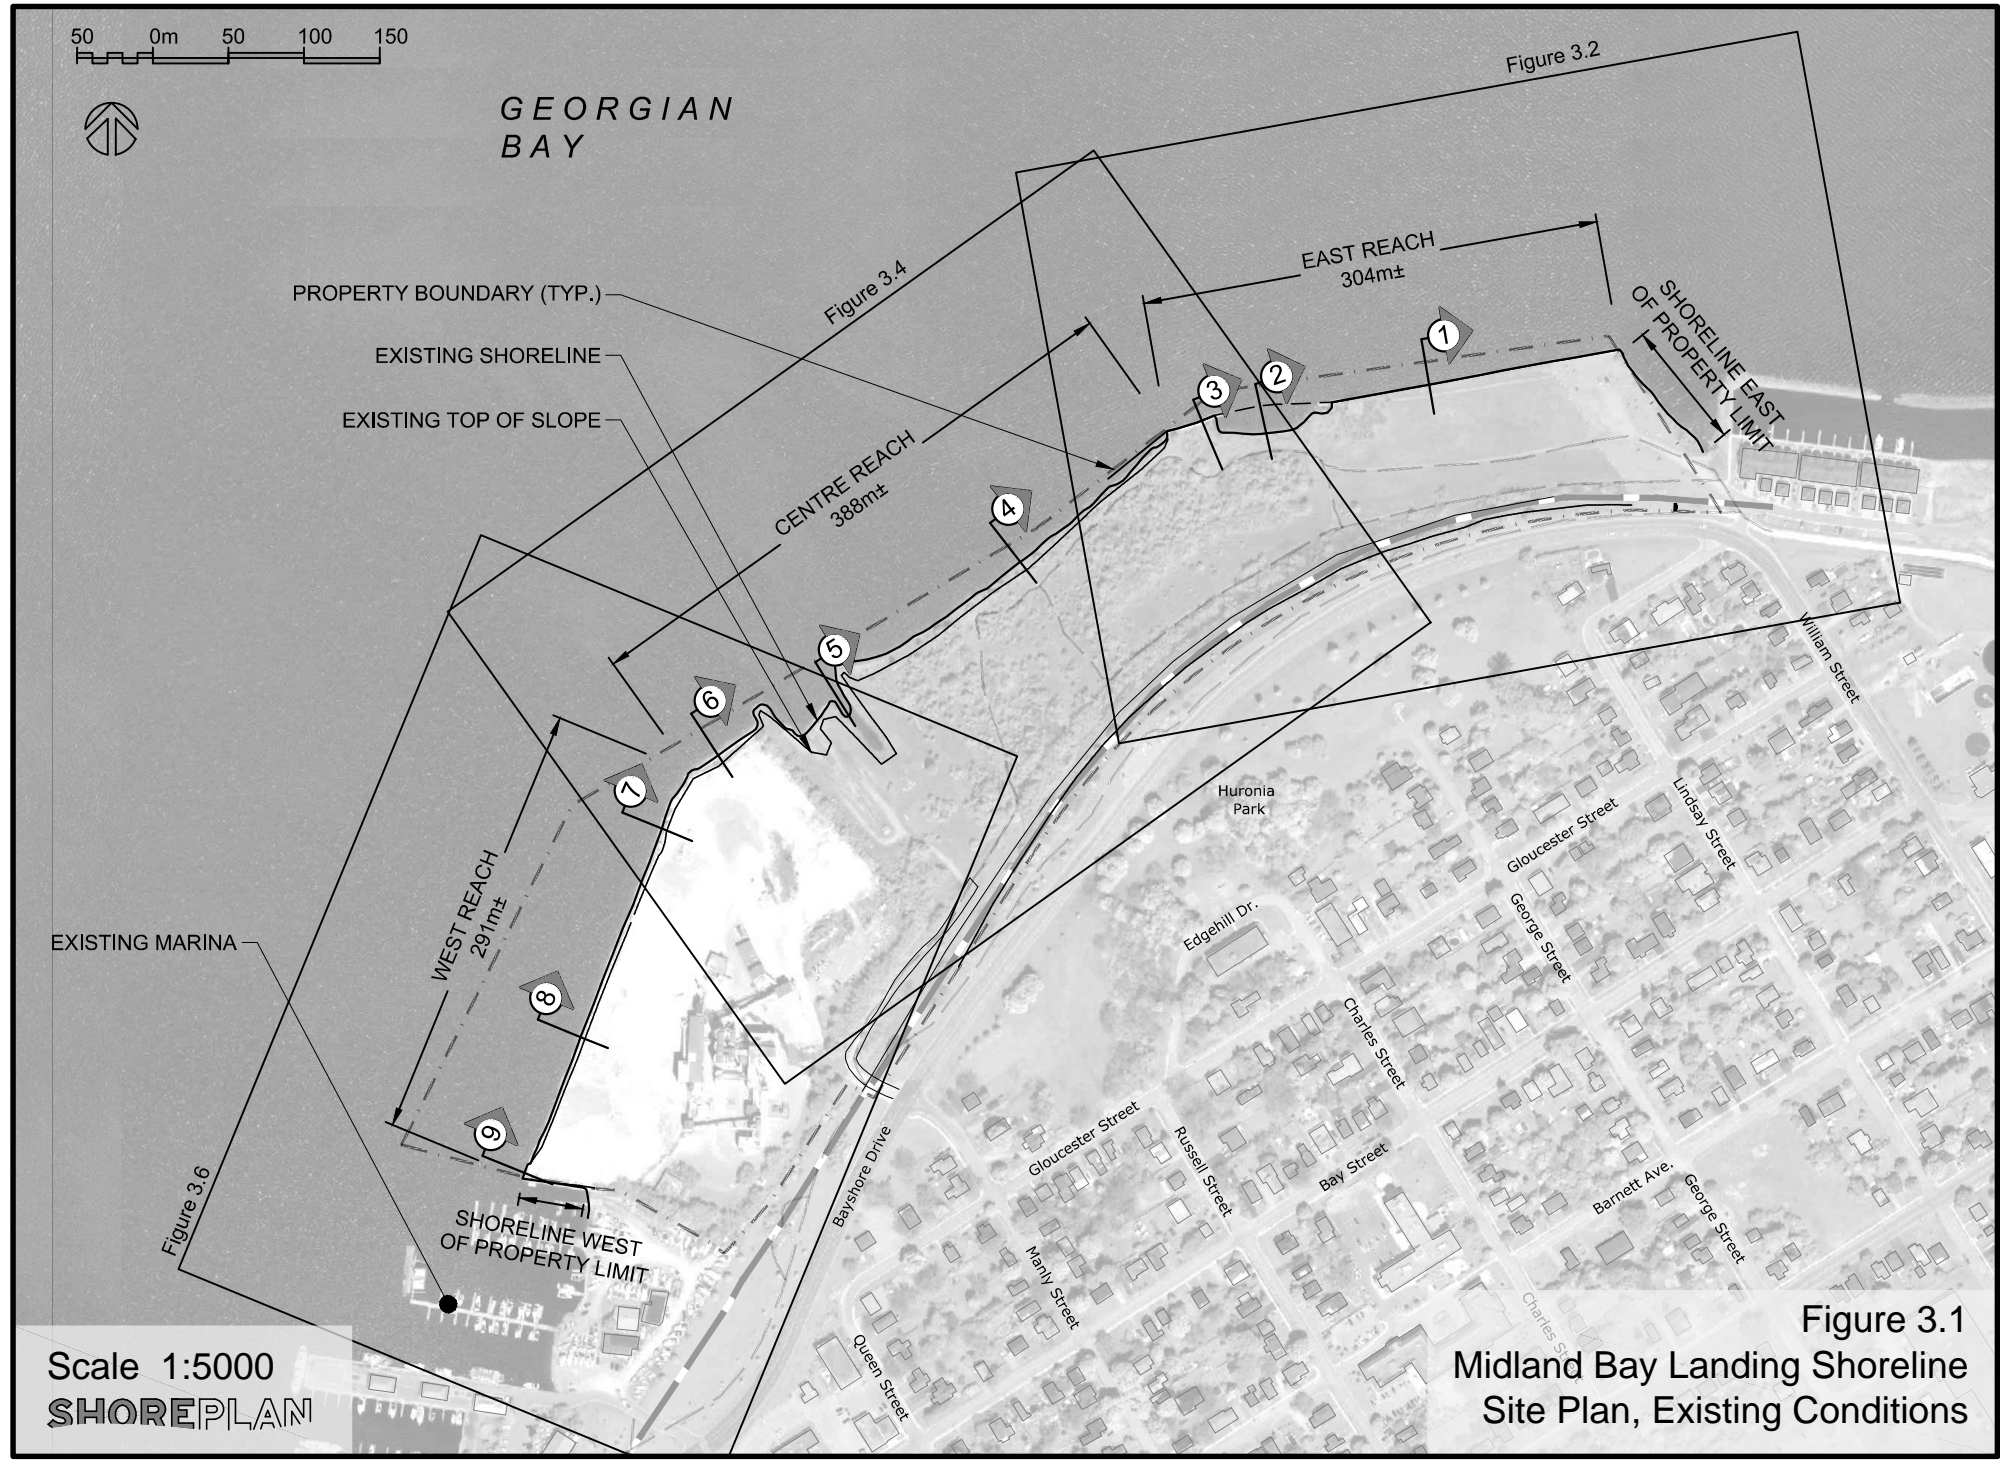 50 0m 50 100 150
GEORGIAN
BAY
Figure 3.2
Figure 3.4
EAST REACH
304m±
PROPERTY BOUNDARY (TYP.)
SHORELINE EAST
OF PROPERTY LIMIT
EXISTING SHORELINE
EXISTING TOP OF SLOPE
1
2
3
CENTRE REACH
388m±
4
5
6
7
William Street
Huronia
Park
Gloucester Street
Lindsay Street
WEST REACH
291m±
EXISTING MARINA
Edgehill Dr.
George Street
8
Charles Street
9
Gloucester Street
Russell Street
Bay Street
Bayshore Drive
Barnett Ave.
George Street
Figure 3.6
SHORELINE WEST
OF PROPERTY LIMIT
Manly Street
Queen Street
Charles Street
Scale 1:5000
SHOREPLAN
Figure 3.1
Midland Bay Landing Shoreline
Site Plan, Existing Conditions